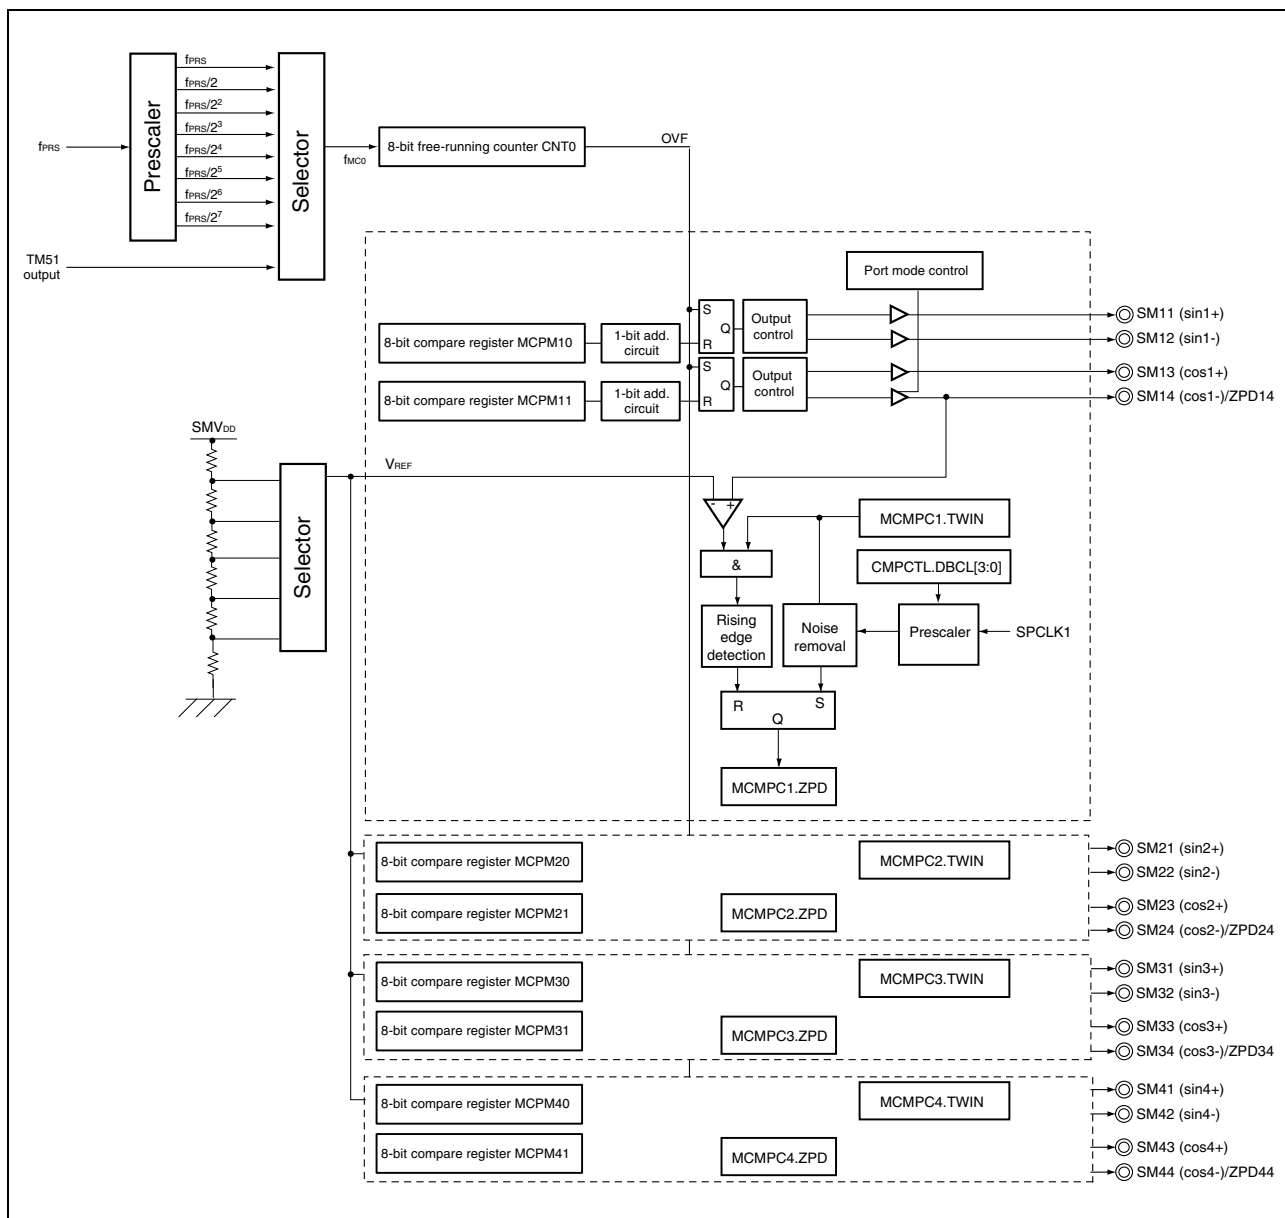 fPRS
Prescaler
fPRS
fPRS/2
fPRS/2²
fPRS/2³
fPRS/2⁴
fPRS/2⁵
fPRS/2⁶
fPRS/2⁷
TM51
output
Selector
fMC0
8-bit free-running counter CNT0
OVF
Port mode control
8-bit compare register MCPM10
1-bit add.
circuit
S
Q
R
Output
control
SM11 (sin1+)
SM12 (sin1-)
8-bit compare register MCPM11
1-bit add.
circuit
S
Q
R
Output
control
SM13 (cos1+)
SM14 (cos1-)/ZPD14
SMVDD
Selector
VREF
- +
MCMPC1.TWIN
&
CMPCTL.DBCL[3:0]
Rising
edge
detection
Noise
removal
Prescaler
SPCLK1
R
S
Q
MCMPC1.ZPD
8-bit compare register MCPM20
MCMPC2.TWIN
8-bit compare register MCPM21
MCMPC2.ZPD
SM21 (sin2+)
SM22 (sin2-)
SM23 (cos2+)
SM24 (cos2-)/ZPD24
8-bit compare register MCPM30
MCMPC3.TWIN
8-bit compare register MCPM31
MCMPC3.ZPD
SM31 (sin3+)
SM32 (sin3-)
SM33 (cos3+)
SM34 (cos3-)/ZPD34
8-bit compare register MCPM40
MCMPC4.TWIN
8-bit compare register MCPM41
MCMPC4.ZPD
SM41 (sin4+)
SM42 (sin4-)
SM43 (cos4+)
SM44 (cos4-)/ZPD44